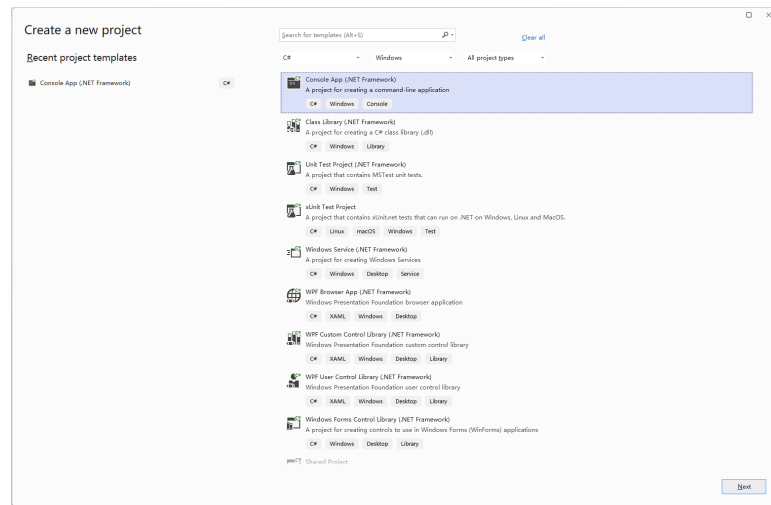 Create a new project
Search for templates (Alt+S)
Clear all
Recent project templates
C#
Windows
All project types
Console App (.NET Framework)
C#
Console App (.NET Framework)
A project for creating a command-line application
C# Windows Console
Class Library (.NET Framework)
A project for creating a C# class library (.dll)
C# Windows Library
Unit Test Project (.NET Framework)
A project that contains MSTest unit tests.
C# Windows Test
xUnit Test Project
A project that contains xUnit.net tests that can run on .NET on Windows, Linux and MacOS.
C# Linux macOS Windows Test
Windows Service (.NET Framework)
A project for creating Windows Services
C# Windows Desktop Service
WPF Browser App (.NET Framework)
Windows Presentation Foundation browser application
C# XAML Windows Desktop
WPF Custom Control Library (.NET Framework)
Windows Presentation Foundation custom control library
C# XAML Windows Desktop Library
WPF User Control Library (.NET Framework)
Windows Presentation Foundation user control library
C# XAML Windows Desktop Library
Windows Forms Control Library (.NET Framework)
A project for creating controls to use in Windows Forms (WinForms) applications
C# Windows Desktop Library
Shared Project
Next